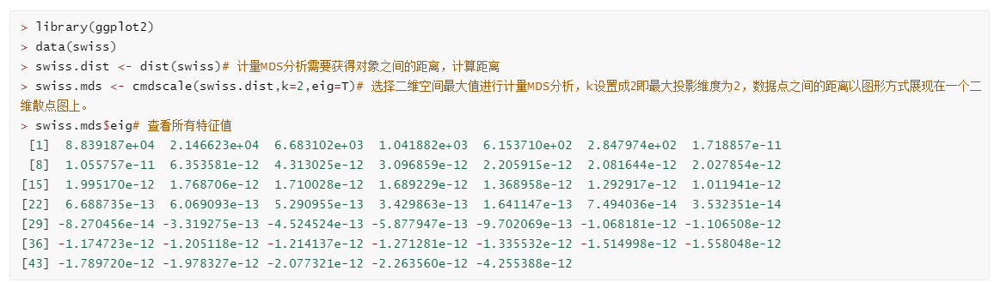 > library(ggplot2)
> data(swiss)
> swiss.dist <- dist(swiss)# 计量MDS分析需要获得对象之间的距离，计算距离
> swiss.mds <- cmdscale(swiss.dist,k=2,eig=T)# 选择二维空间最大值进行计量MDS分析，k设置成2即最大投影维度为2，数据点之间的距离以图形方式展现在一个二
维散点图上。
> swiss.mds$eig# 查看所有特征值
 [1]  8.839187e+04  2.146623e+04  6.683102e+03  1.041882e+03  6.153710e+02  2.847974e+02  1.718857e-11
 [8]  1.055757e-11  6.353581e-12  4.313025e-12  3.096859e-12  2.205915e-12  2.081644e-12  2.027854e-12
[15]  1.995170e-12  1.768706e-12  1.710028e-12  1.689229e-12  1.368958e-12  1.292917e-12  1.011941e-12
[22]  6.688735e-13  6.069093e-13  5.290955e-13  3.429863e-13  1.641147e-13  7.494036e-14  3.532351e-14
[29] -8.270456e-14 -3.319275e-13 -4.524524e-13 -5.877943e-13 -9.702069e-13 -1.068181e-12 -1.106508e-12
[36] -1.174723e-12 -1.205118e-12 -1.214137e-12 -1.271281e-12 -1.335532e-12 -1.514998e-12 -1.558048e-12
[43] -1.789720e-12 -1.978327e-12 -2.077321e-12 -2.263560e-12 -4.255388e-12